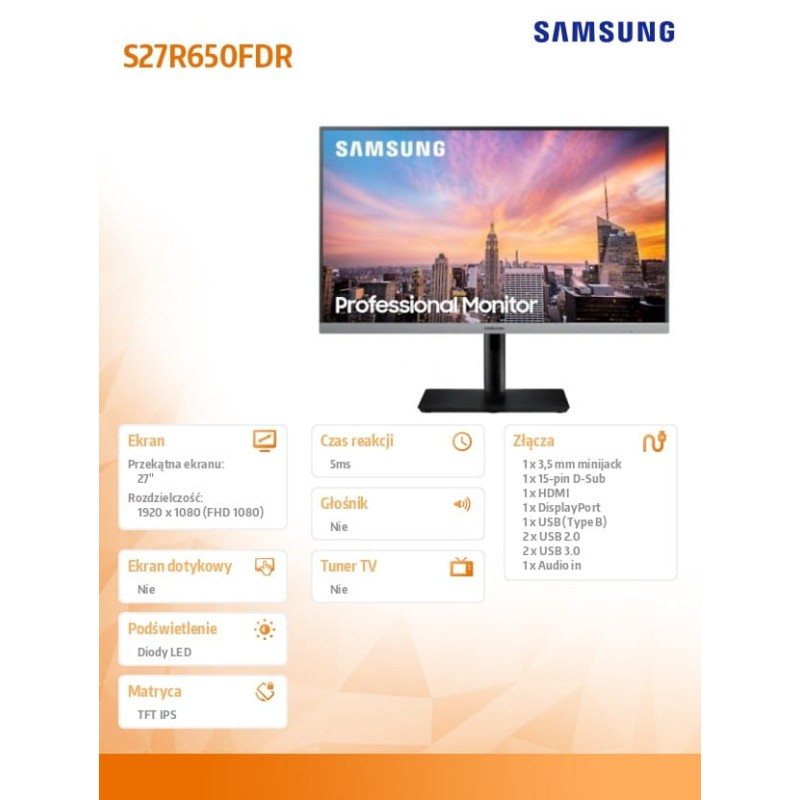 S27R650FDR
SAMSUNG
SAMSUNG
Professional Monitor
Ekran
Przekątna ekranu:
27"
Rozdzielczość:
1920 x 1080 (FHD 1080)
Ekran dotykowy
Nie
Podświetlenie
Diody LED
Matryca
TFT IPS
Czas reakcji
5ms
Głośnik
Nie
Tuner TV
Nie
Złącza
1 x 3,5 mm minijack
1 x 15-pin D-Sub
1 x HDMI
1 x DisplayPort
1 x USB (Type B)
2 x USB 2.0
2 x USB 3.0
1 x Audio in